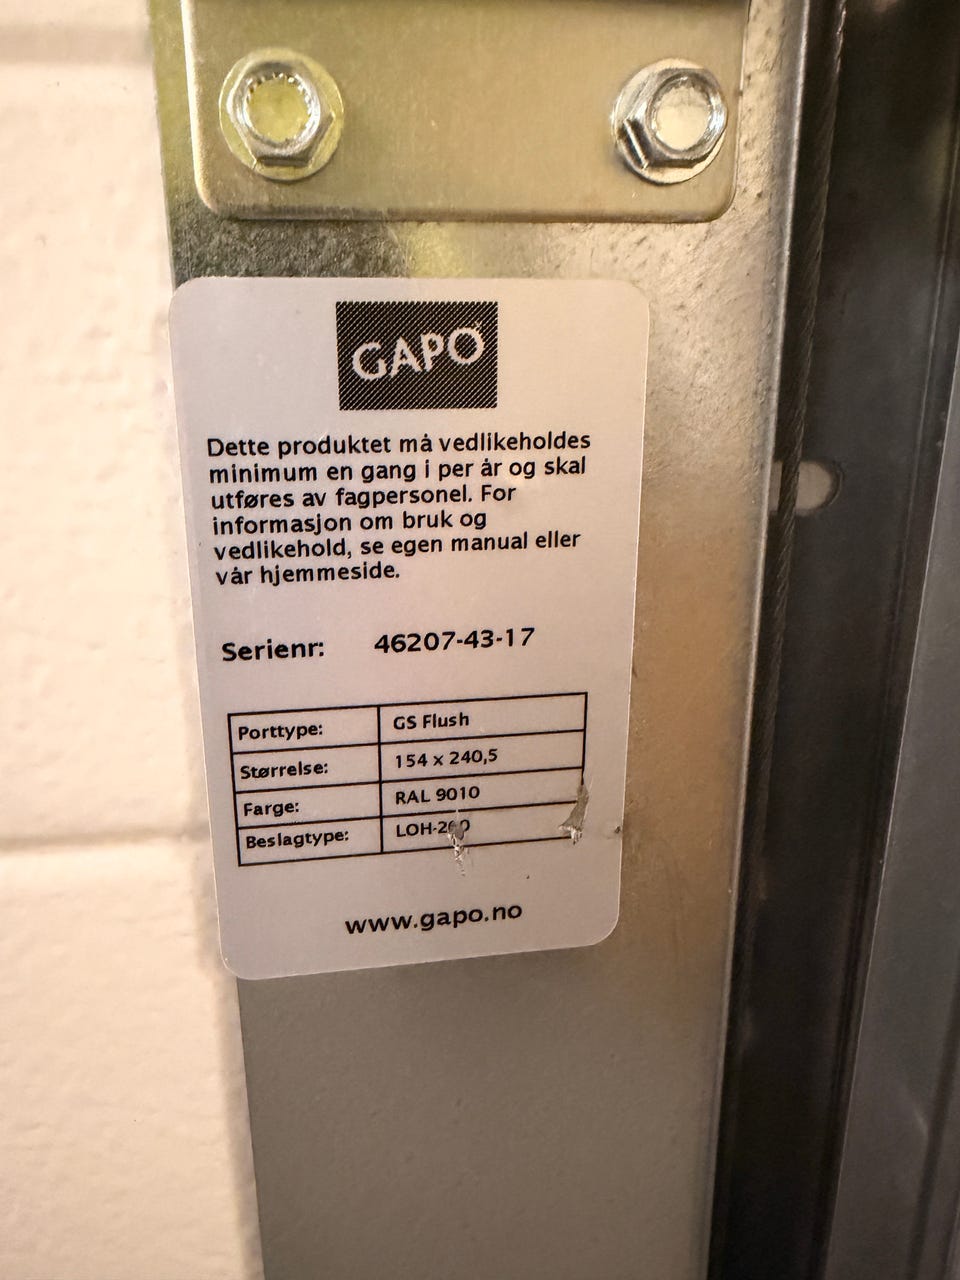 GAPO
Dette produktet må vedlikeholdes
minimum en gang i per år og skal
utføres av fagpersonel. For
informasjon om bruk og
vedlikehold, se egen manual eller
vår hjemmeside.
Serienr: 46207-43-17
Porttype: GS Flush
Størrelse: 154 x 240,5
Farge: RAL 9010
Beslagtype:
www.gapo.no